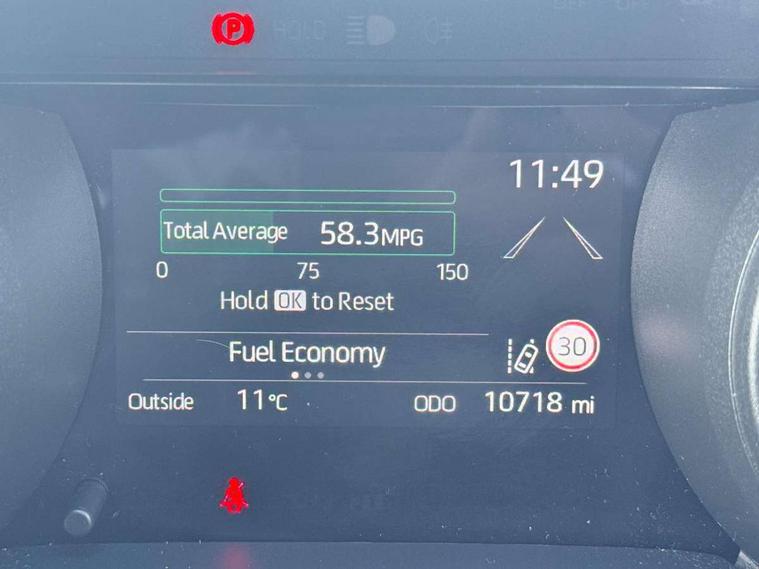 P HOLD
11:49
Total Average 58.3MPG
0 75 150
Hold OK to Reset
Fuel Economy
30
Outside 11°C ODO 10718 mi